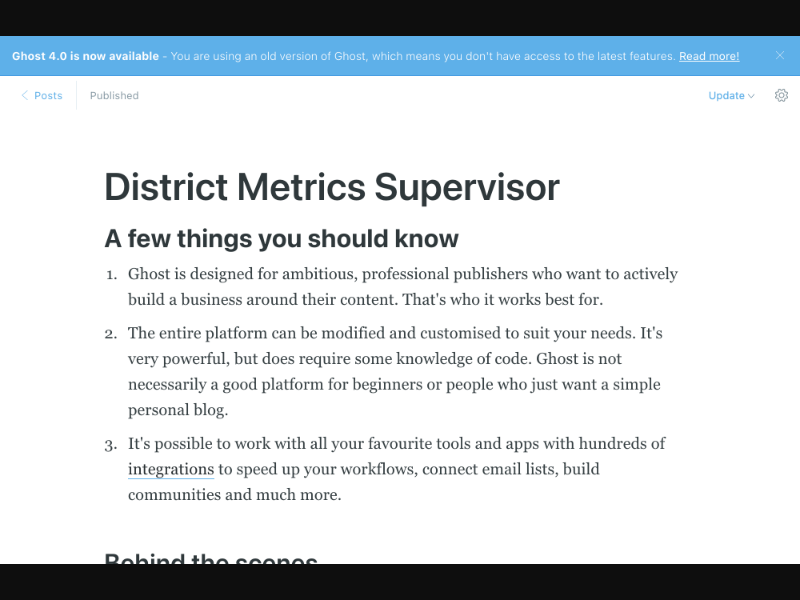 Ghost 4.0 is now available - You are using an old version of Ghost, which means you don't have access to the latest features. Read more!
Posts
Published
Update
District Metrics Supervisor
A few things you should know
1. Ghost is designed for ambitious, professional publishers who want to actively
build a business around their content. That's who it works best for.
2. The entire platform can be modified and customised to suit your needs. It's
very powerful, but does require some knowledge of code. Ghost is not
necessarily a good platform for beginners or people who just want a simple
personal blog.
3. It's possible to work with all your favourite tools and apps with hundreds of
integrations to speed up your workflows, connect email lists, build
communities and much more.
Behind the scenes